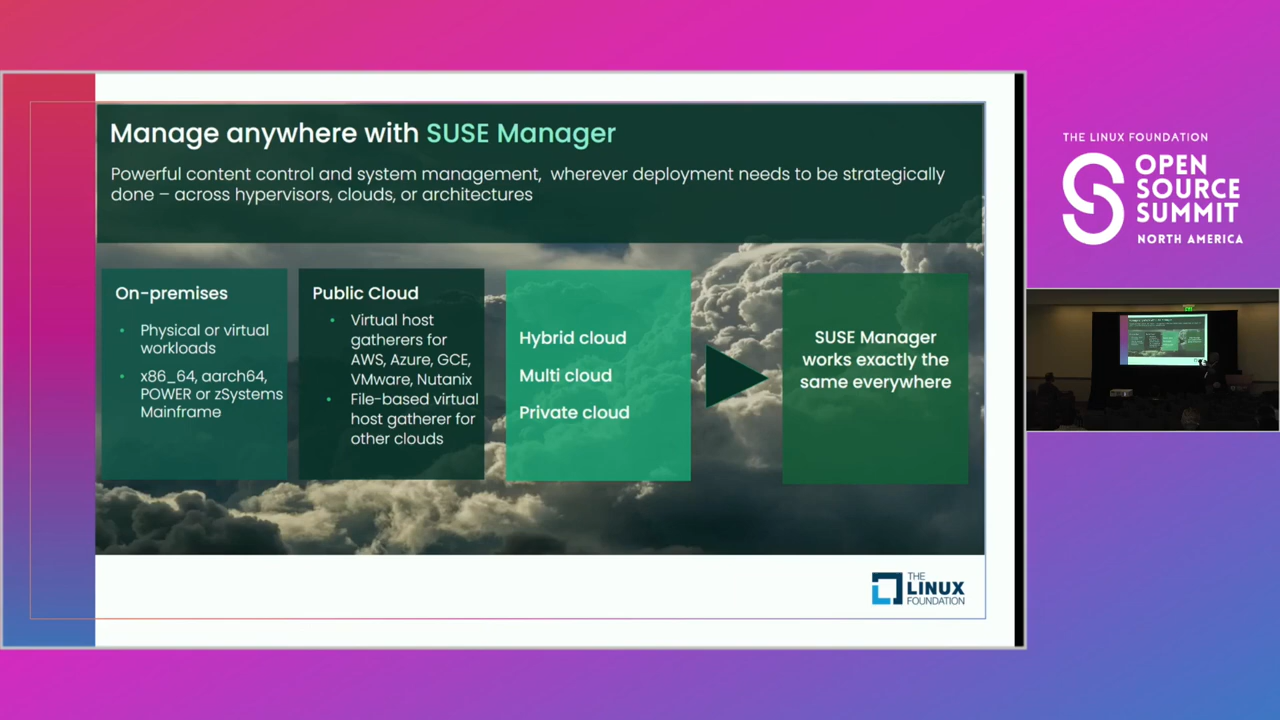 Manage anywhere with SUSE Manager
Powerful content control and system management, wherever deployment needs to be strategically
done – across hypervisors, clouds, or architectures
On-premises
• Physical or virtual
workloads
• x86_64, aarch64,
POWER or zSystems
Mainframe
Public Cloud
• Virtual host
gatherers for
AWS, Azure, GCE,
VMware, Nutanix
• File-based virtual
host gatherer for
other clouds
Hybrid cloud
Multi cloud
Private cloud
SUSE Manager
works exactly the
same everywhere
THE
LINUX
FOUNDATION
THE LINUX FOUNDATION
OPEN
SOURCE
SUMMIT
NORTH AMERICA